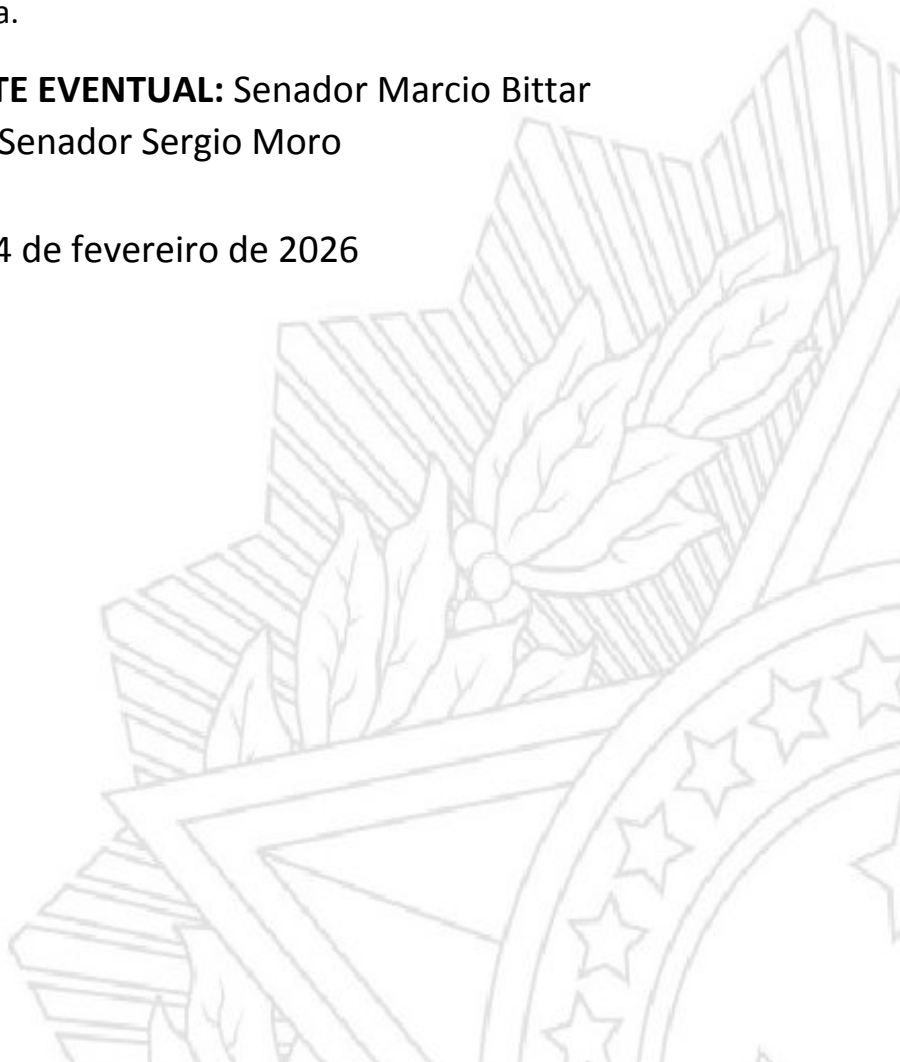 a.
TE EVENTUAL: Senador Marcio Bittar
Senador Sergio Moro
4 de fevereiro de 2026